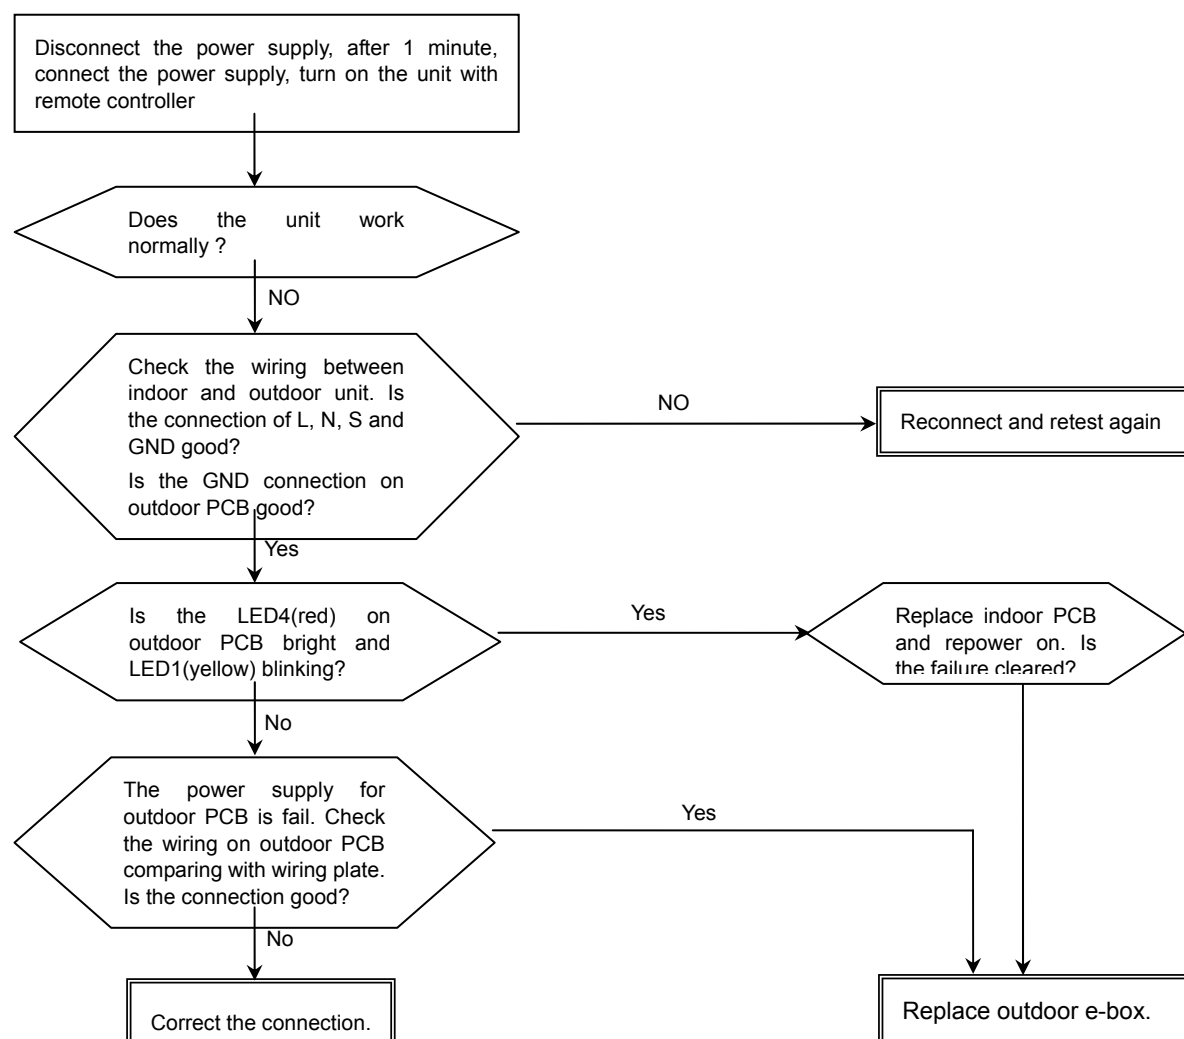 Disconnect the power supply, after 1 minute,
connect the power supply, turn on the unit with
remote controller
Does the unit work
normally ?
NO
Check the wiring between
indoor and outdoor unit. Is
the connection of L, N, S and
GND good?
Is the GND connection on
outdoor PCB good?
NO
Reconnect and retest again
Yes
Is the LED4(red) on
outdoor PCB bright and
LED1(yellow) blinking?
Yes
Replace indoor PCB
and repower on. Is
the failure cleared?
No
The power supply for
outdoor PCB is fail. Check
the wiring on outdoor PCB
comparing with wiring plate.
Is the connection good?
Yes
No
Correct the connection.
Replace outdoor e-box.